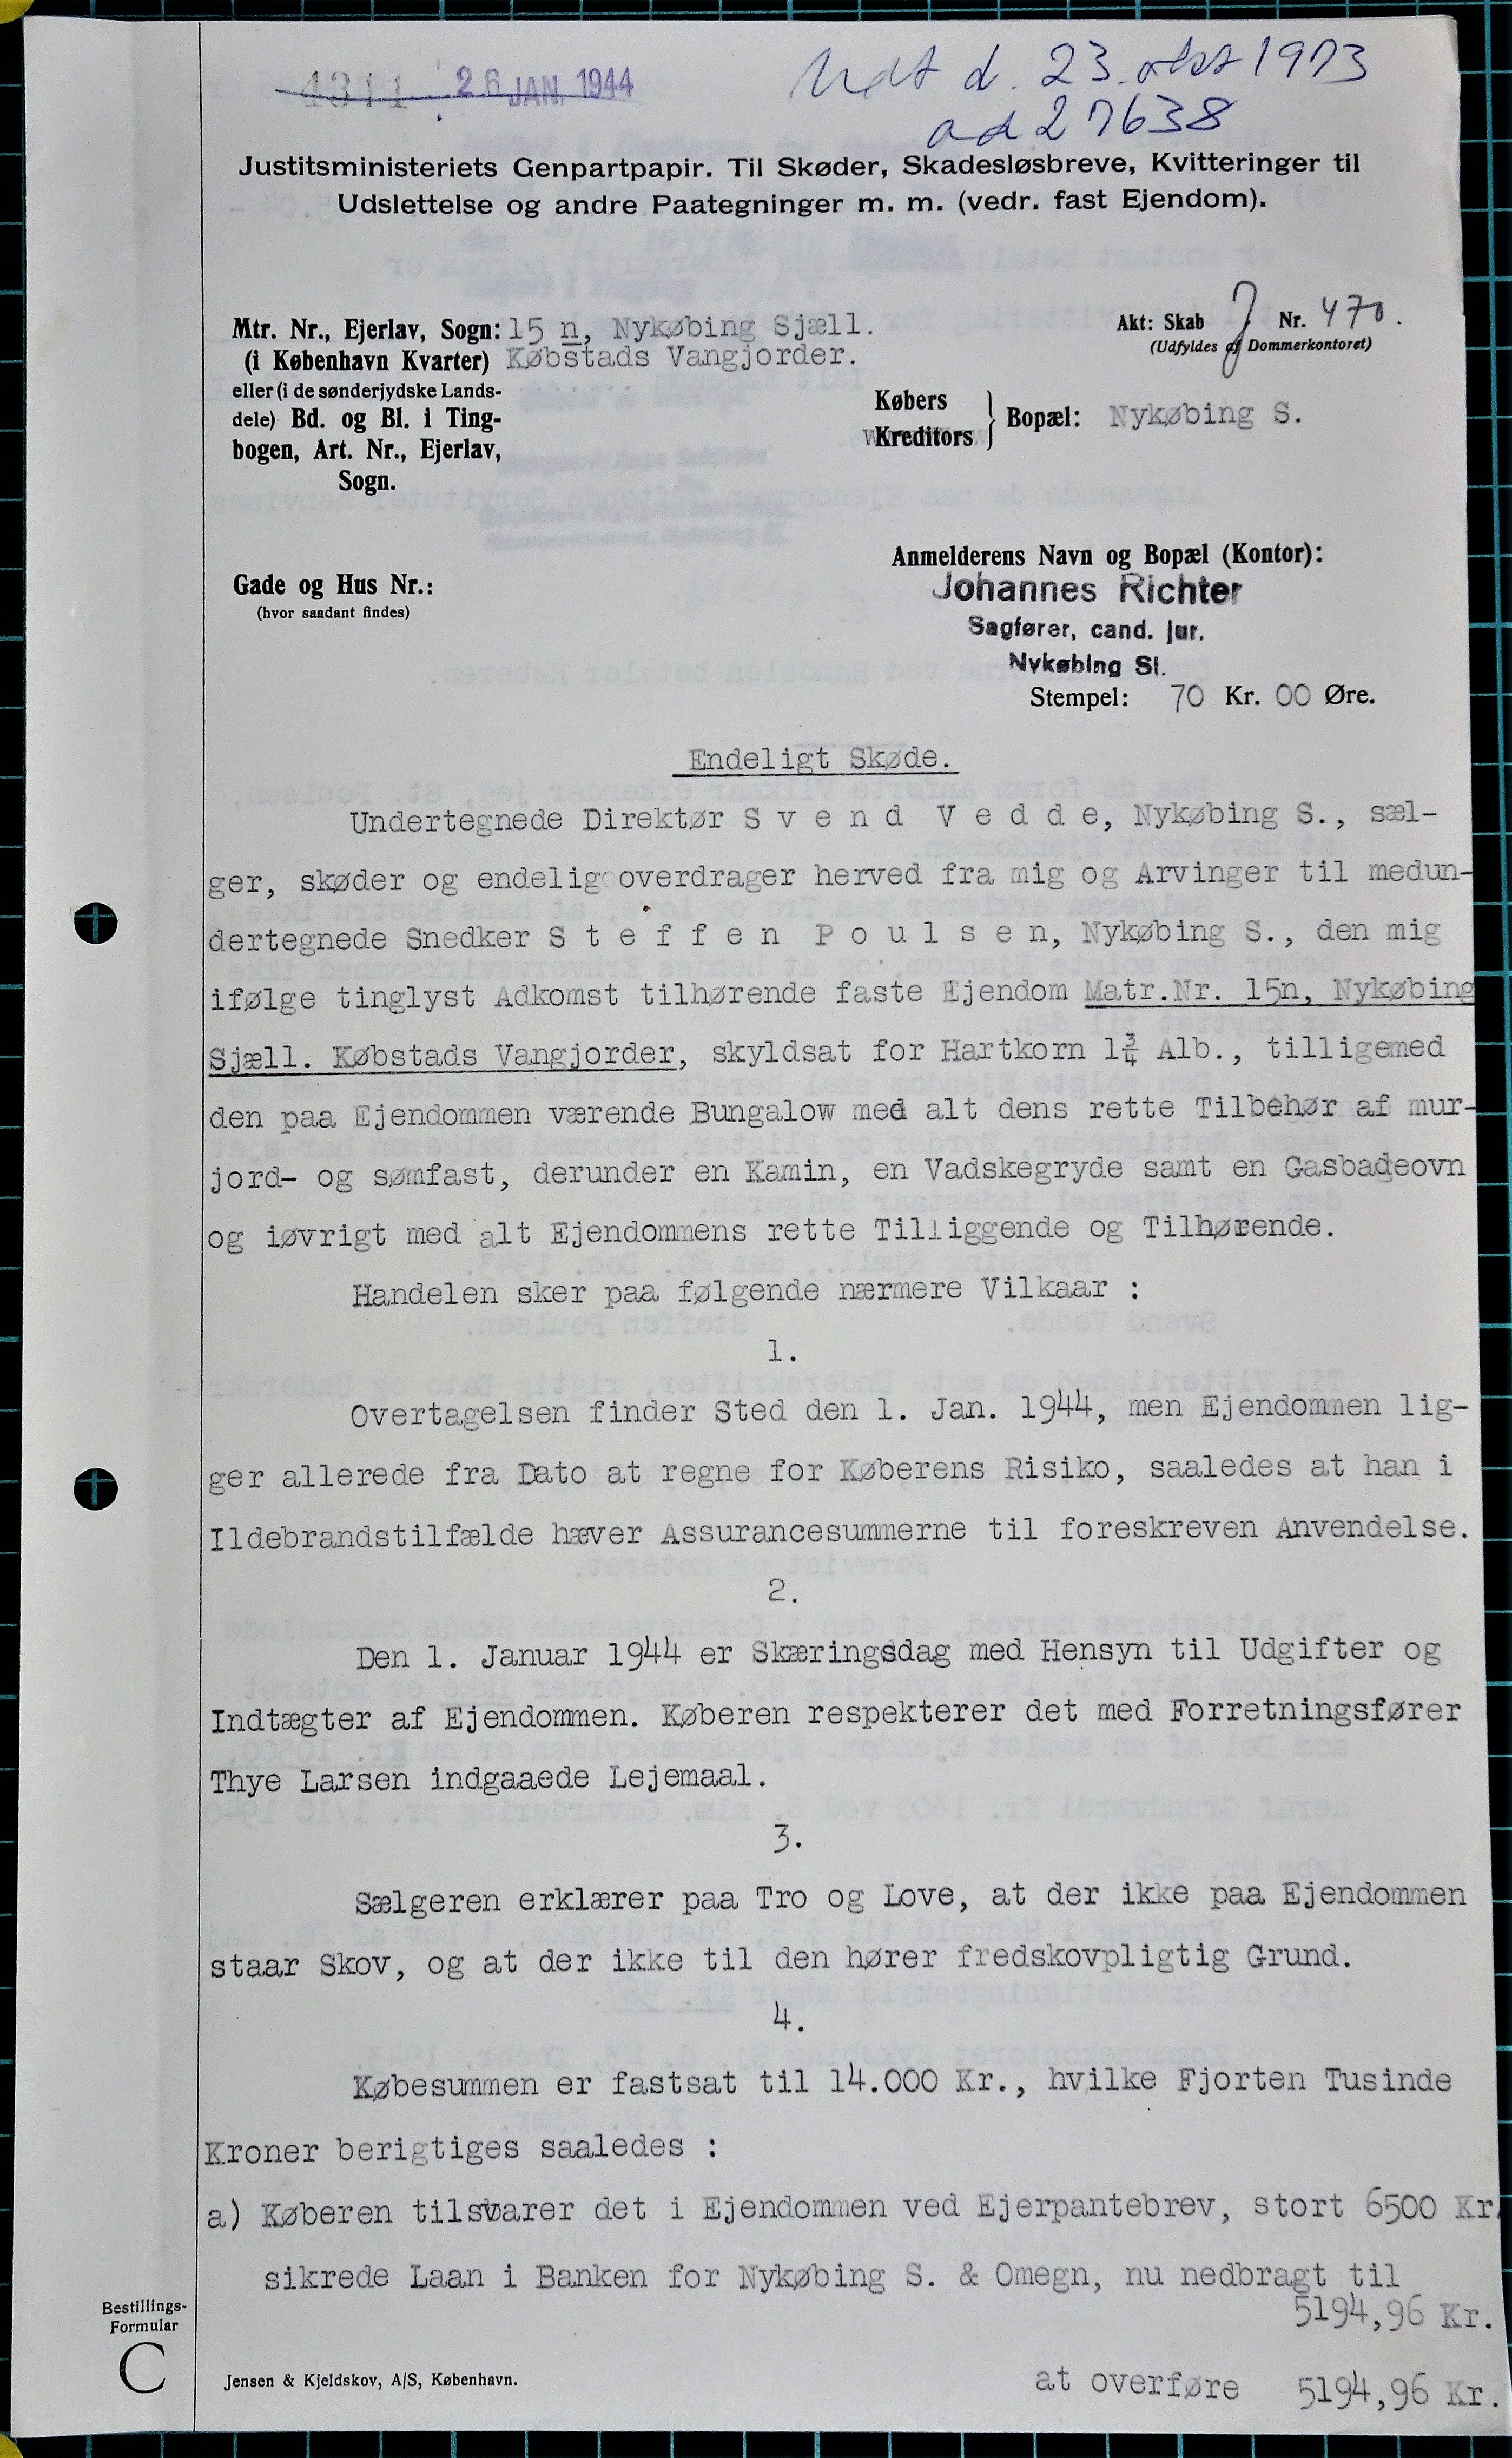 4311 26 JAN. 1944
d. 23. okt 1973
ad 27638
Justitsministeriets Genpartpapir. Til Skøder, Skadesløsbreve, Kvitteringer til
Udslettelse og andre Paategninger m. m. (vedr. fast Ejendom).
Mtr. Nr., Ejerlav, Sogn: 15 n, Nykøbing Sjæll.
(i København Kvarter) Købstads Vangjorder.
eller (i de sønderjydske Lands-
dele) Bd. og Bl. i Ting-
bogen, Art. Nr., Ejerlav,
Sogn.
Akt: Skab J Nr. 470.
(Udfyldes af Dommerkontoret)
Købers
Kreditors } Bopæl: Nykøbing S.
Gade og Hus Nr.:
(hvor saadant findes)
Anmelderens Navn og Bopæl (Kontor):
Johannes Richter
Sagfører, cand. jur.
Nykøbing Sl.
Stempel: 70 Kr. 00 Øre.
Endeligt Skøde.
Undertegnede Direktør S v e n d V e d d e, Nykøbing S., sæl-
ger, skøder og endelig overdrager herved fra mig og Arvinger til medun-
dertegnede Snedker S t e f f e n P o u l s e n, Nykøbing S., den mig
ifølge tinglyst Adkomst tilhørende faste Ejendom Matr.Nr. 15n, Nykøbing
Sjæll. Købstads Vangjorder, skyldsat for Hartkorn 1¾ Alb., tilligemed
den paa Ejendommen værende Bungalow med alt dens rette Tilbehør af mur-
jord- og sømfast, derunder en Kamin, en Vadskegryde samt en Gasbadeovn
og iøvrigt med alt Ejendommens rette Tilliggende og Tilhørende.
Handelen sker paa følgende nærmere Vilkaar :
1.
Overtagelsen finder Sted den 1. Jan. 1944, men Ejendommen lig-
ger allerede fra Dato at regne for Køberens Risiko, saaledes at han i
Ildebrandstilfælde hæver Assurancesummerne til foreskreven Anvendelse.
2.
Den 1. Januar 1944 er Skæringsdag med Hensyn til Udgifter og
Indtægter af Ejendommen. Køberen respekterer det med Forretningsfører
Thye Larsen indgaaede Lejemaal.
3.
Sælgeren erklærer paa Tro og Love, at der ikke paa Ejendommen
staar Skov, og at der ikke til den hører fredskovpligtig Grund.
4.
Købesummen er fastsat til 14.000 Kr., hvilke Fjorten Tusinde
Kroner berigtiges saaledes :
a) Køberen tilsvarer det i Ejendommen ved Ejerpantebrev, stort 6500 Kr.
sikrede Laan i Banken for Nykøbing S. & Omegn, nu nedbragt til
5194,96 Kr.
Bestillings-
Formular
C
Jensen & Kjeldskov, A/S, København.
at overføre 5194,96 Kr.